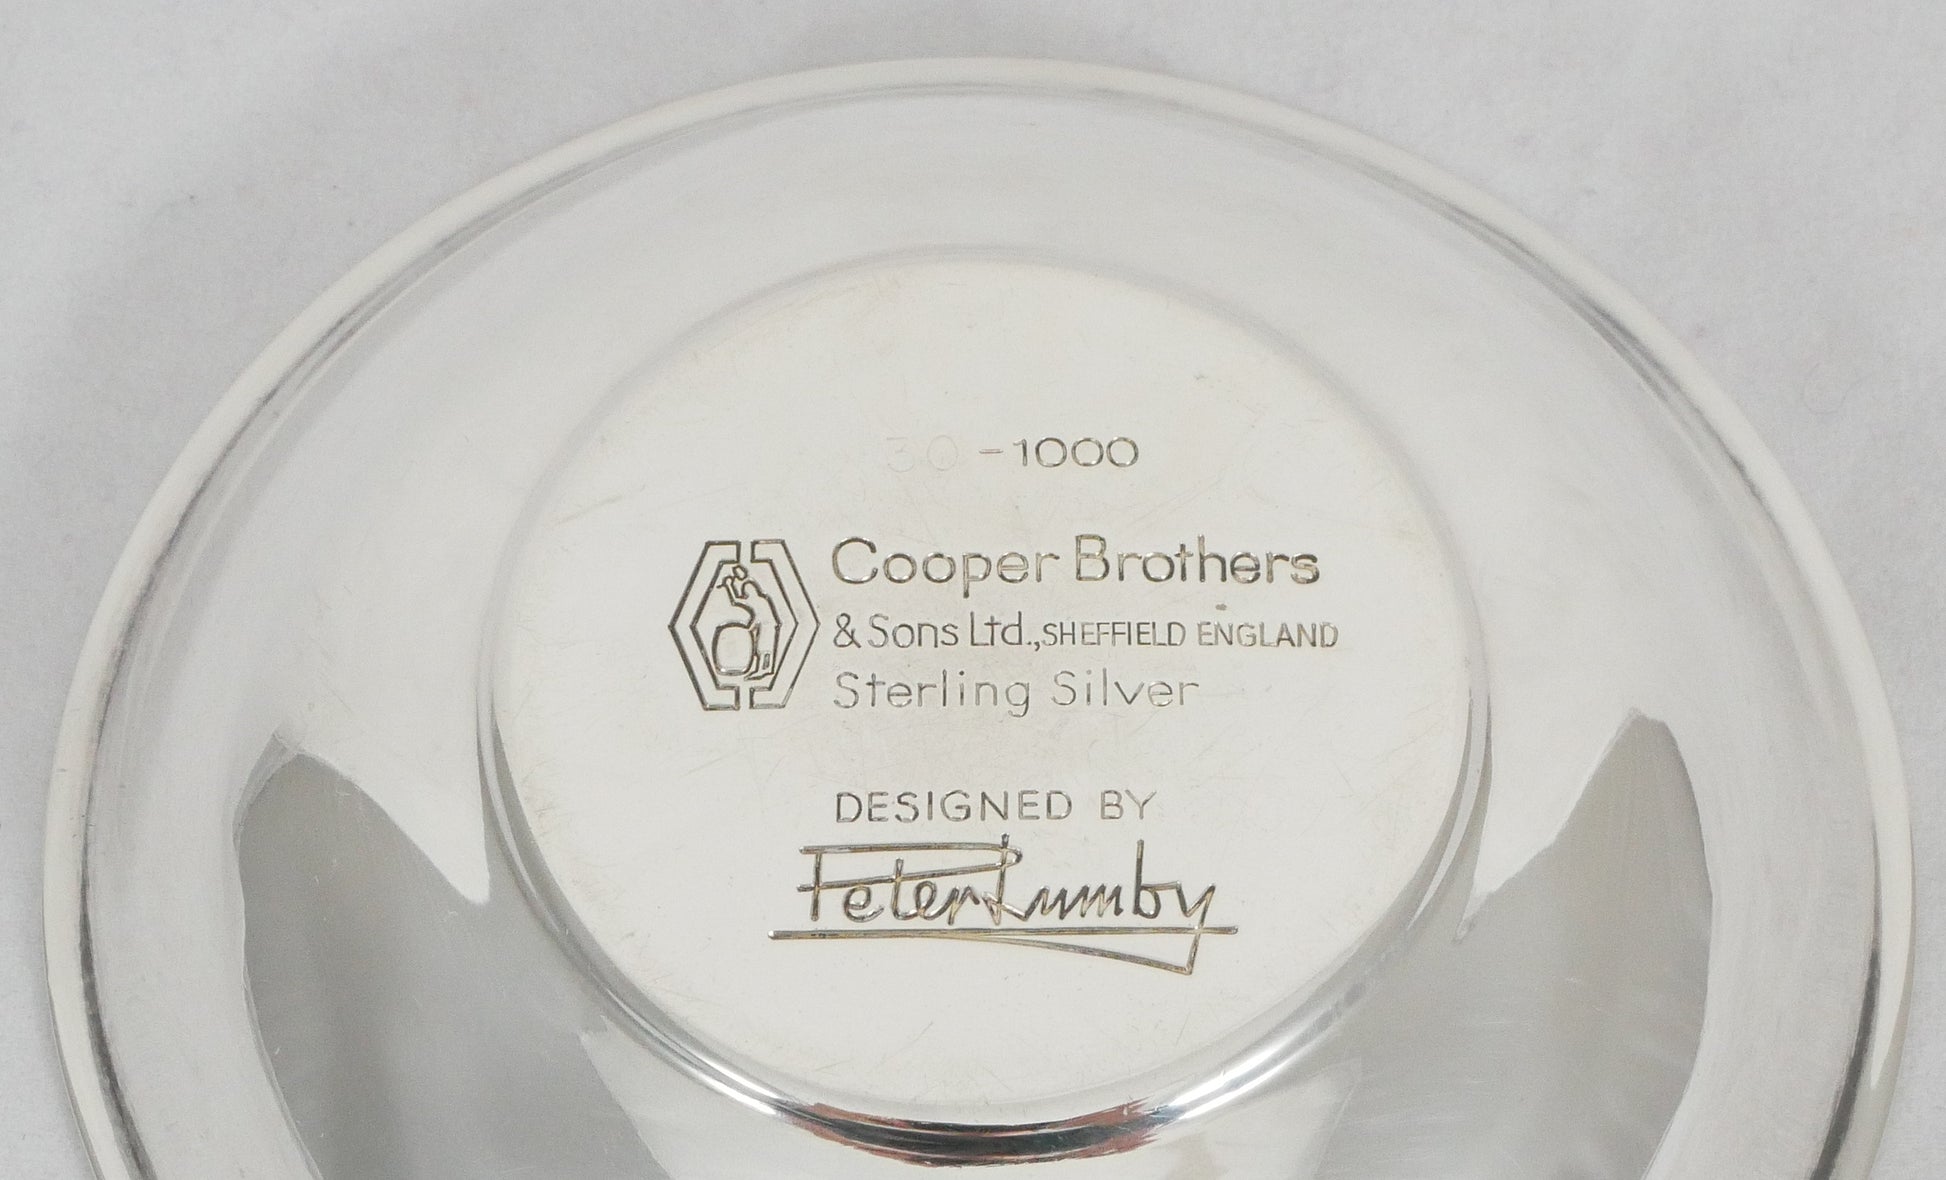 30 - 1000
Cooper Brothers
& Sons Ltd., SHEFFIELD ENGLAND
Sterling Silver
DESIGNED BY
Peter Lumby